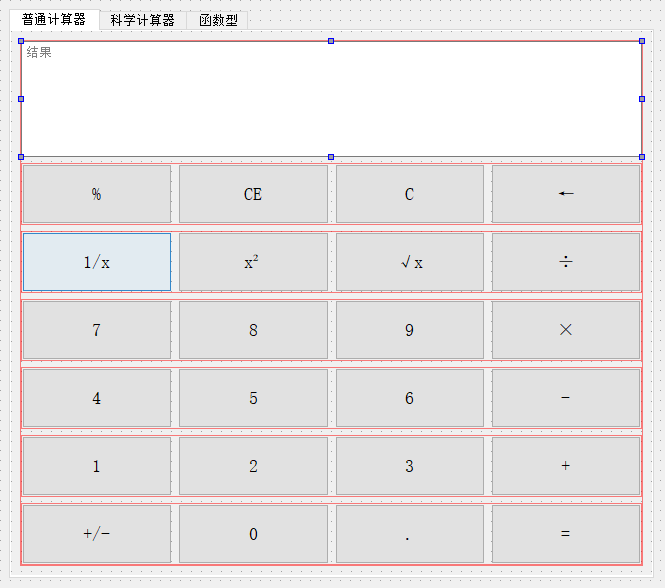 普通计算器 科学计算器 函数型
结果
% CE C ←
1/x x² √x ÷
7 8 9 ×
4 5 6 -
1 2 3 +
+/- 0 . =